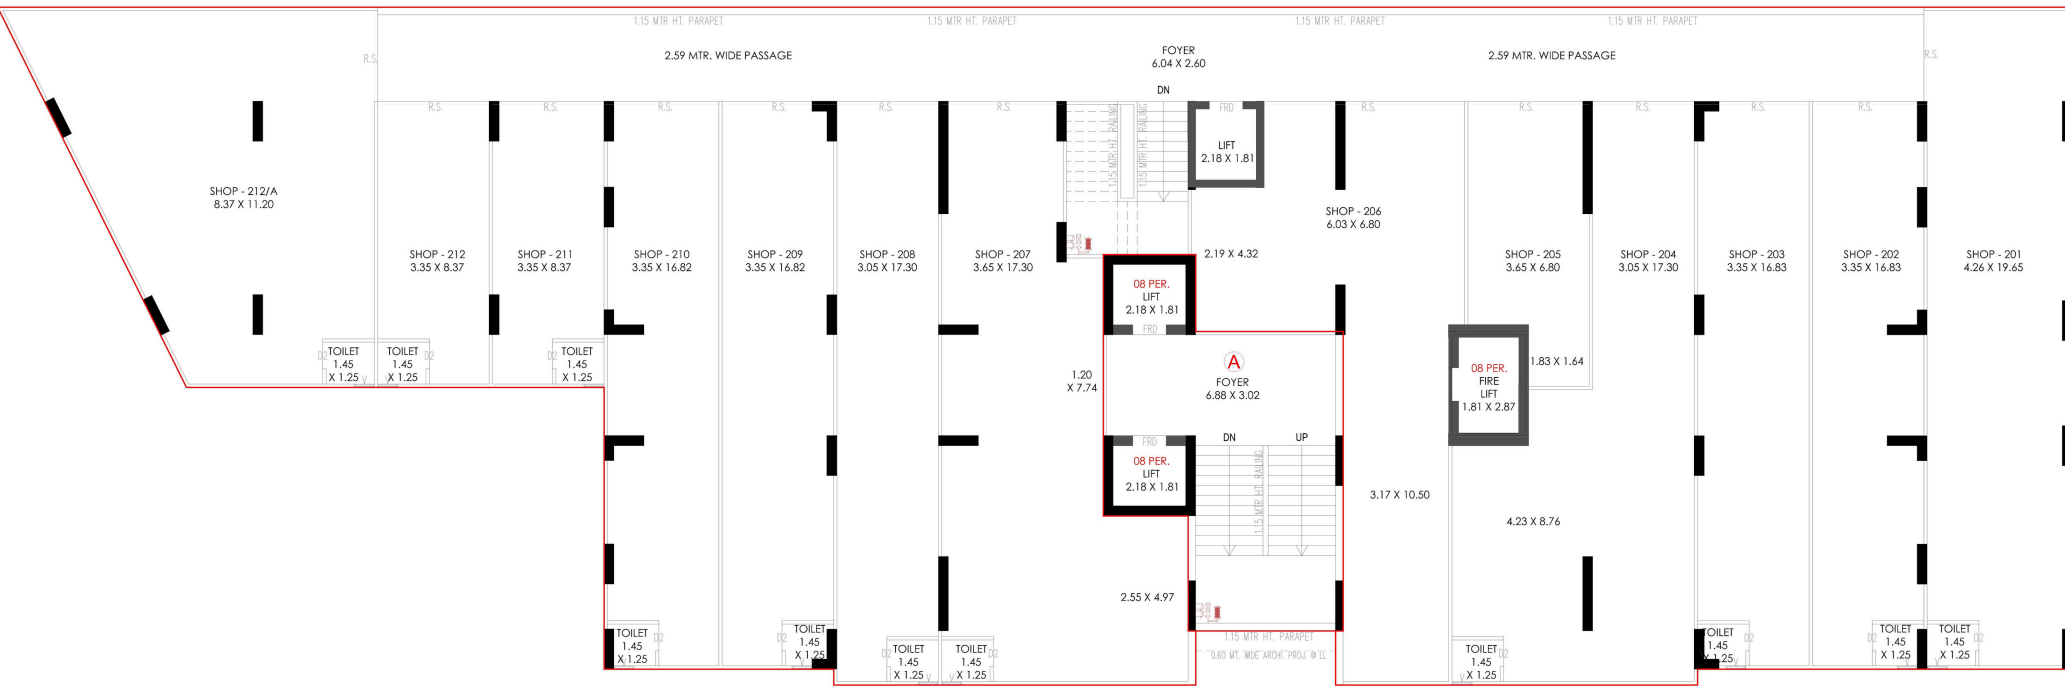 1.15 MTR HT. PARAPET
1.15 MTR HT. PARAPET
1.15 MTR HT. PARAPET
1.15 MTR HT. PARAPET
R.S.
2.59 MTR. WIDE PASSAGE
FOYER
6.04 X 2.60
2.59 MTR. WIDE PASSAGE
R.S.
DN
R.S.
R.S.
R.S.
R.S.
R.S.
R.S.
FRD
R.S.
R.S.
R.S.
R.S.
R.S.
1.15 MTR HT. RAILING
1.15 MTR HT. RAILING
LIFT
2.18 X 1.81
SHOP - 212/A
8.37 X 11.20
SHOP - 206
6.03 X 6.80
SHOP - 212
3.35 X 8.37
SHOP - 211
3.35 X 8.37
SHOP - 210
3.35 X 16.82
SHOP - 209
3.35 X 16.82
SHOP - 208
3.05 X 17.30
SHOP - 207
3.65 X 17.30
2.19 X 4.32
SHOP - 205
3.65 X 6.80
SHOP - 204
3.05 X 17.30
SHOP - 203
3.35 X 16.83
SHOP - 202
3.35 X 16.83
SHOP - 201
4.26 X 19.65
08 PER.
LIFT
2.18 X 1.81
FRD
D2
TOILET
1.45
X 1.25
V
TOILET
1.45
X 1.25
D2
V
D2
TOILET
1.45
X 1.25
V
1.20
X 7.74
A
FOYER
6.88 X 3.02
08 PER.
FIRE
LIFT
1.81 X 2.87
1.83 X 1.64
FRD
DN
UP
08 PER.
LIFT
2.18 X 1.81
1.15 MTR HT. RAILING
3.17 X 10.50
4.23 X 8.76
2.55 X 4.97
TOILET
1.45
X 1.25
D2
V
D2
TOILET
1.45
X 1.25
V
D2
TOILET
1.45
X 1.25
V
TOILET
1.45
X 1.25
D2
V
1.15 MTR HT. PARAPET
0.60 MT. WIDE ARCHI. PROJ. @ LL
TOILET
1.45
X 1.25
D2
V
TOILET
1.45
X 1.25
D2
V
D2
TOILET
1.45
X 1.25
V
TOILET
1.45
X 1.25
D2
V